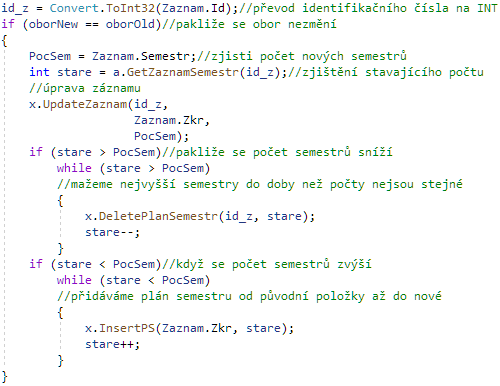 id_z = Convert.ToInt32(Zaznam.Id);//převod identifikačního čísla na INT
if (oborNew == oborOld)//pakliže se obor nezmění
{
PocSem = Zaznam.Semestr;//zjisti počet nových semestrů
int stare = a.GetZaznamSemestr(id_z);//zjištění stavajícího počtu
//úprava záznamu
x.UpdateZaznam(id_z,
Zaznam.Zkr,
PocSem);
if (stare > PocSem)//pakliže se počet semestrů sníží
while (stare > PocSem)
//mažeme nejvyšší semestry do doby než počty nejsou stejné
{
x.DeletePlanSemestr(id_z, stare);
stare--;
}
if (stare < PocSem)//když se počet semestrů zvýší
while (stare < PocSem)
//přidáváme plán semestru od původní položky až do nové
{
x.InsertPS(Zaznam.Zkr, stare);
stare++;
}
}